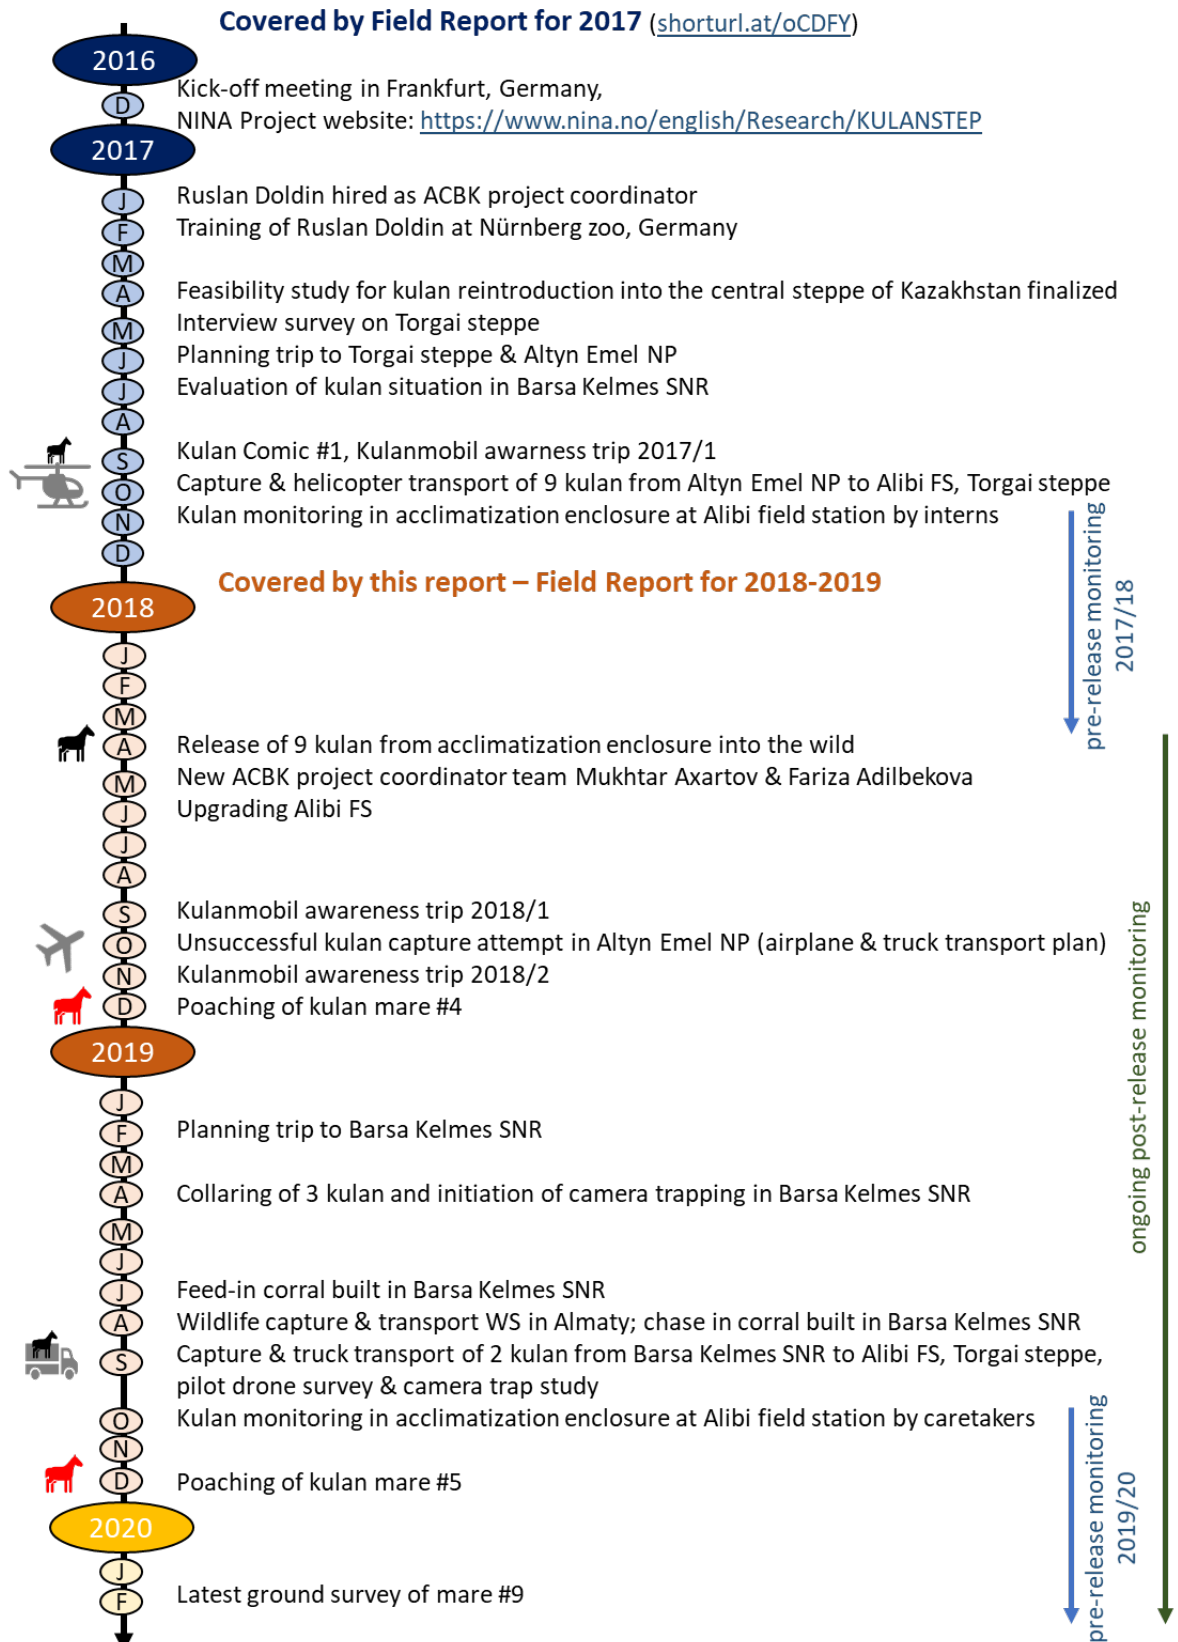 Covered by Field Report for 2017 (shorturl.at/oCDFY)
2016
D
Kick-off meeting in Frankfurt, Germany,
NINA Project website: https://www.nina.no/english/Research/KULANSTEP
2017
J
Ruslan Doldin hired as ACBK project coordinator
F
Training of Ruslan Doldin at Nürnberg zoo, Germany
M
A
Feasibility study for kulan reintroduction into the central steppe of Kazakhstan finalized
M
Interview survey on Torgai steppe
J
Planning trip to Torgai steppe & Altyn Emel NP
J
Evaluation of kulan situation in Barsa Kelmes SNR
A
S
Kulan Comic #1, Kulanmobil awarness trip 2017/1
O
Capture & helicopter transport of 9 kulan from Altyn Emel NP to Alibi FS, Torgai steppe
N
Kulan monitoring in acclimatization enclosure at Alibi field station by interns
D
pre-release monitoring
2017/18
Covered by this report – Field Report for 2018-2019
2018
J
F
M
A
Release of 9 kulan from acclimatization enclosure into the wild
M
New ACBK project coordinator team Mukhtar Axartov & Fariza Adilbekova
J
Upgrading Alibi FS
J
A
S
Kulanmobil awareness trip 2018/1
O
Unsuccessful kulan capture attempt in Altyn Emel NP (airplane & truck transport plan)
N
Kulanmobil awareness trip 2018/2
D
Poaching of kulan mare #4
ongoing post-release monitoring
2019
J
F
Planning trip to Barsa Kelmes SNR
M
A
Collaring of 3 kulan and initiation of camera trapping in Barsa Kelmes SNR
M
J
J
Feed-in corral built in Barsa Kelmes SNR
A
Wildlife capture & transport WS in Almaty; chase in corral built in Barsa Kelmes SNR
S
Capture & truck transport of 2 kulan from Barsa Kelmes SNR to Alibi FS, Torgai steppe,
pilot drone survey & camera trap study
O
Kulan monitoring in acclimatization enclosure at Alibi field station by caretakers
N
D
Poaching of kulan mare #5
pre-release monitoring
2019/20
2020
J
F
Latest ground survey of mare #9